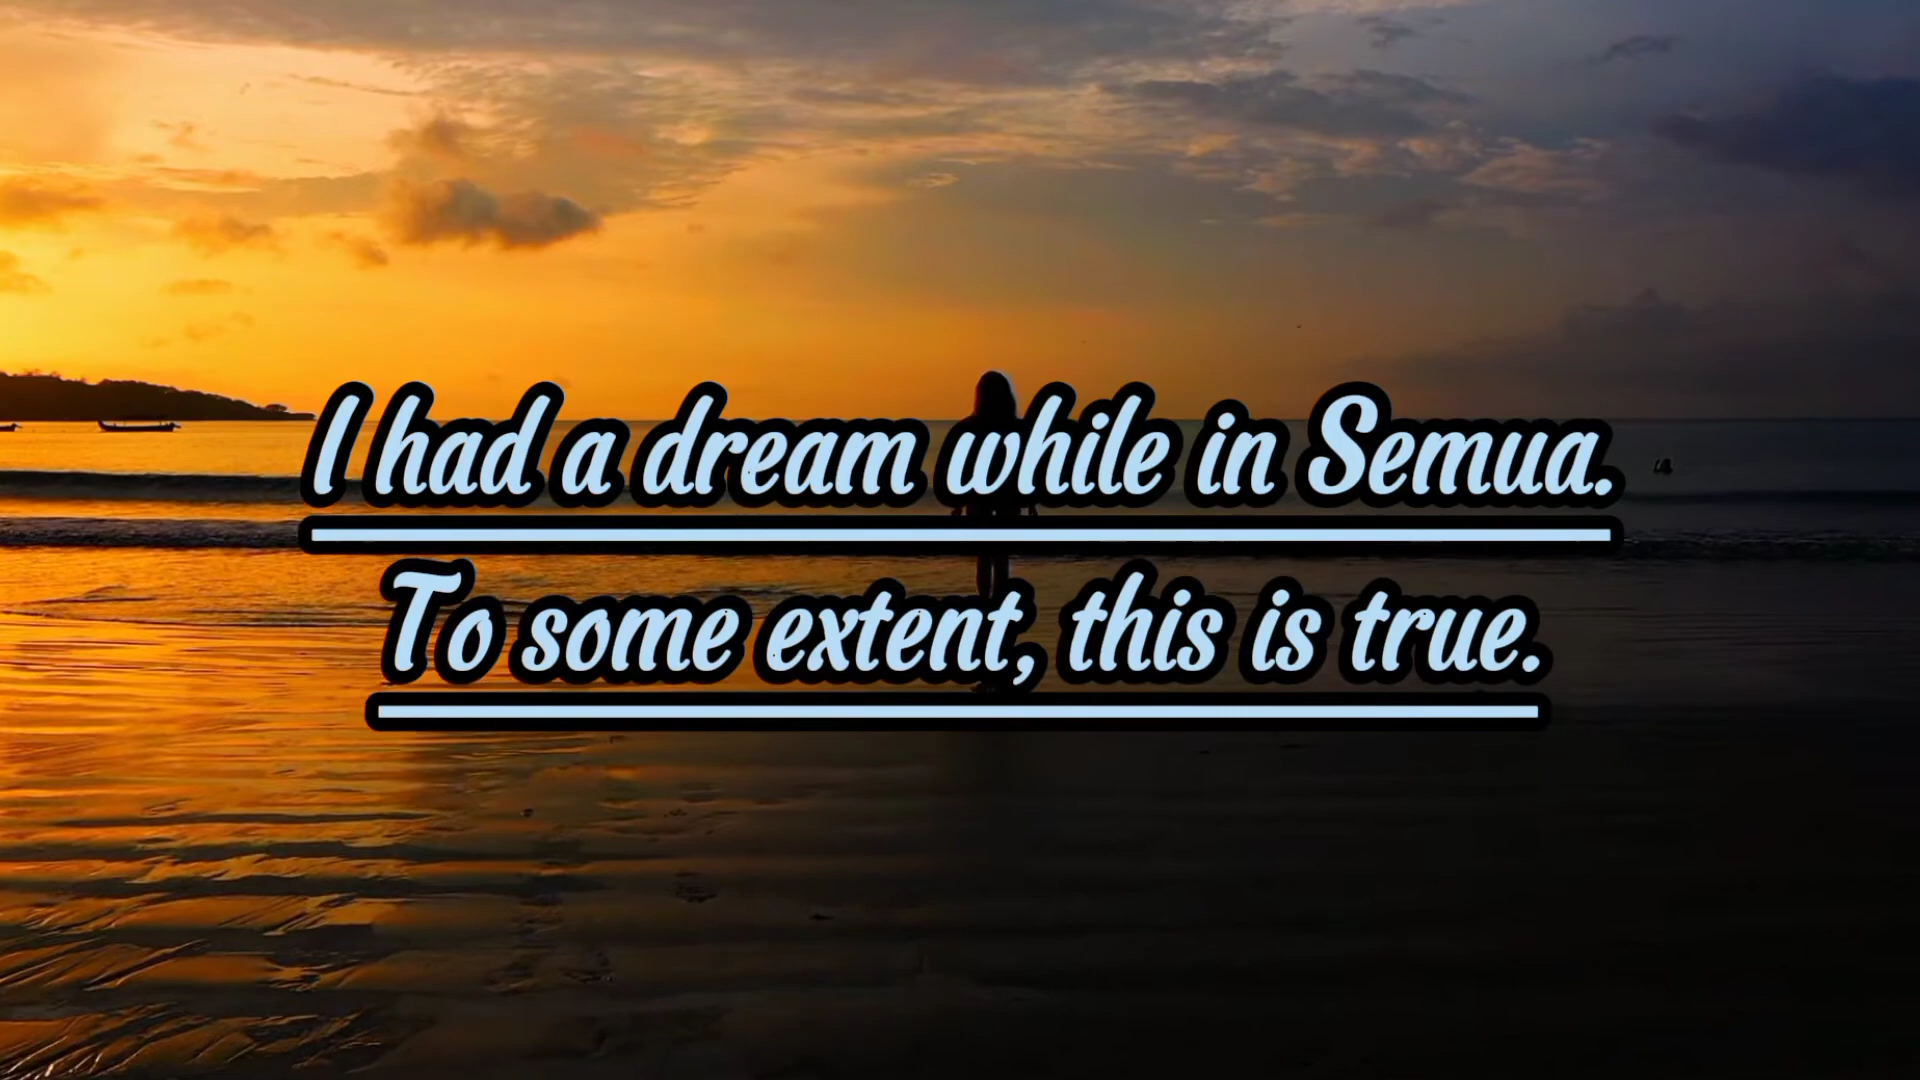 I had a dream while in Semua.
To some extent, this is true.